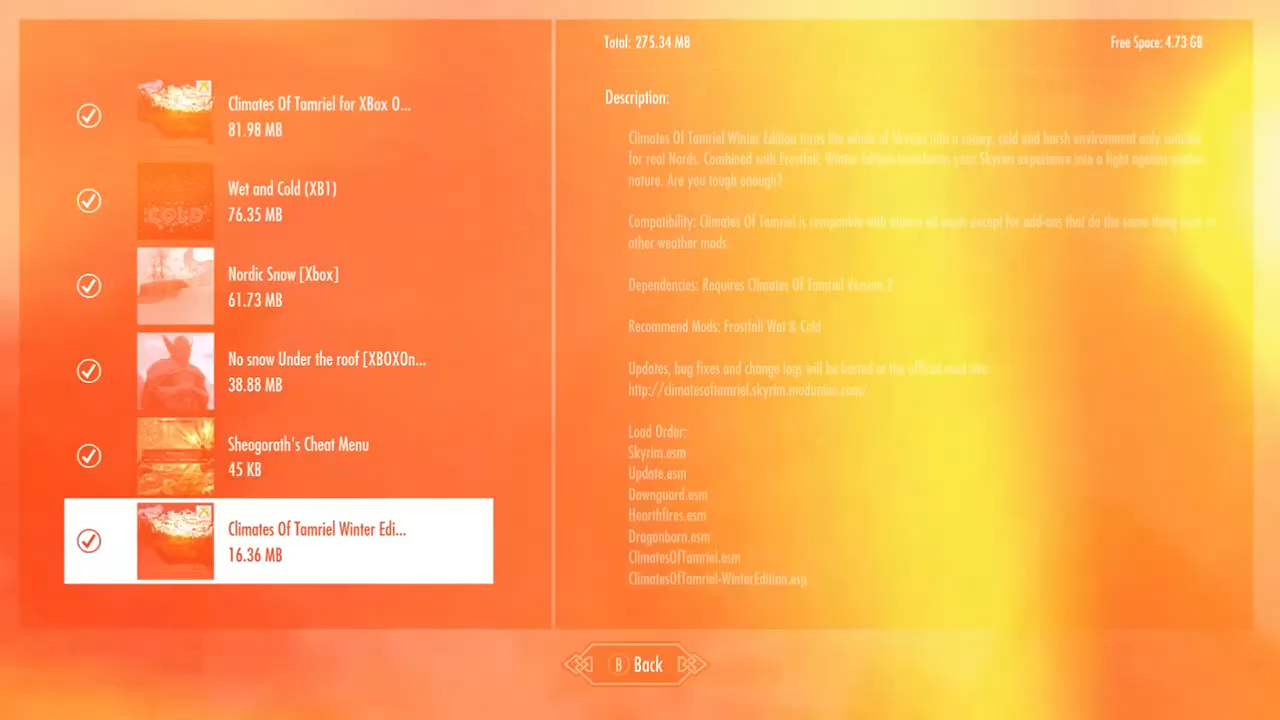 Total: 275.34 MB
Free Space: 4.73 GB
Climates Of Tamriel for XBox O...
81.98 MB
Wet and Cold (XB1)
76.35 MB
COLD
Nordic Snow [Xbox]
61.73 MB
No snow Under the roof [XBOXOn...
38.88 MB
Sheogorath's Cheat Menu
45 KB
Climates Of Tamriel Winter Edi...
16.36 MB
Description:
Climates Of Tamriel Winter Edition turns the whole of Skyrim into a snowy, cold and harsh environment only suitable
for real Nords. Combined with Frostfall, Winter Edition transforms your Skyrim experience into a fight against mother
nature. Are you tough enough?
Compatibility: Climates Of Tamriel is compatible with almost all mods except for add-ons that do the same thing such as
other weather mods.
Dependencies: Requires Climates Of Tamriel Version 2
Recommend Mods: Frostfall Wet & Cold
Updates, bug fixes and change logs will be hosted at the official mod site:
http://climatesoftamriel.skyrim.modunion.com/
Load Order:
Skyrim.esm
Update.esm
Dawnguard.esm
Hearthfires.esm
Dragonborn.esm
ClimatesOfTamriel.esm
ClimatesOfTamriel-WinterEdition.esp
B Back